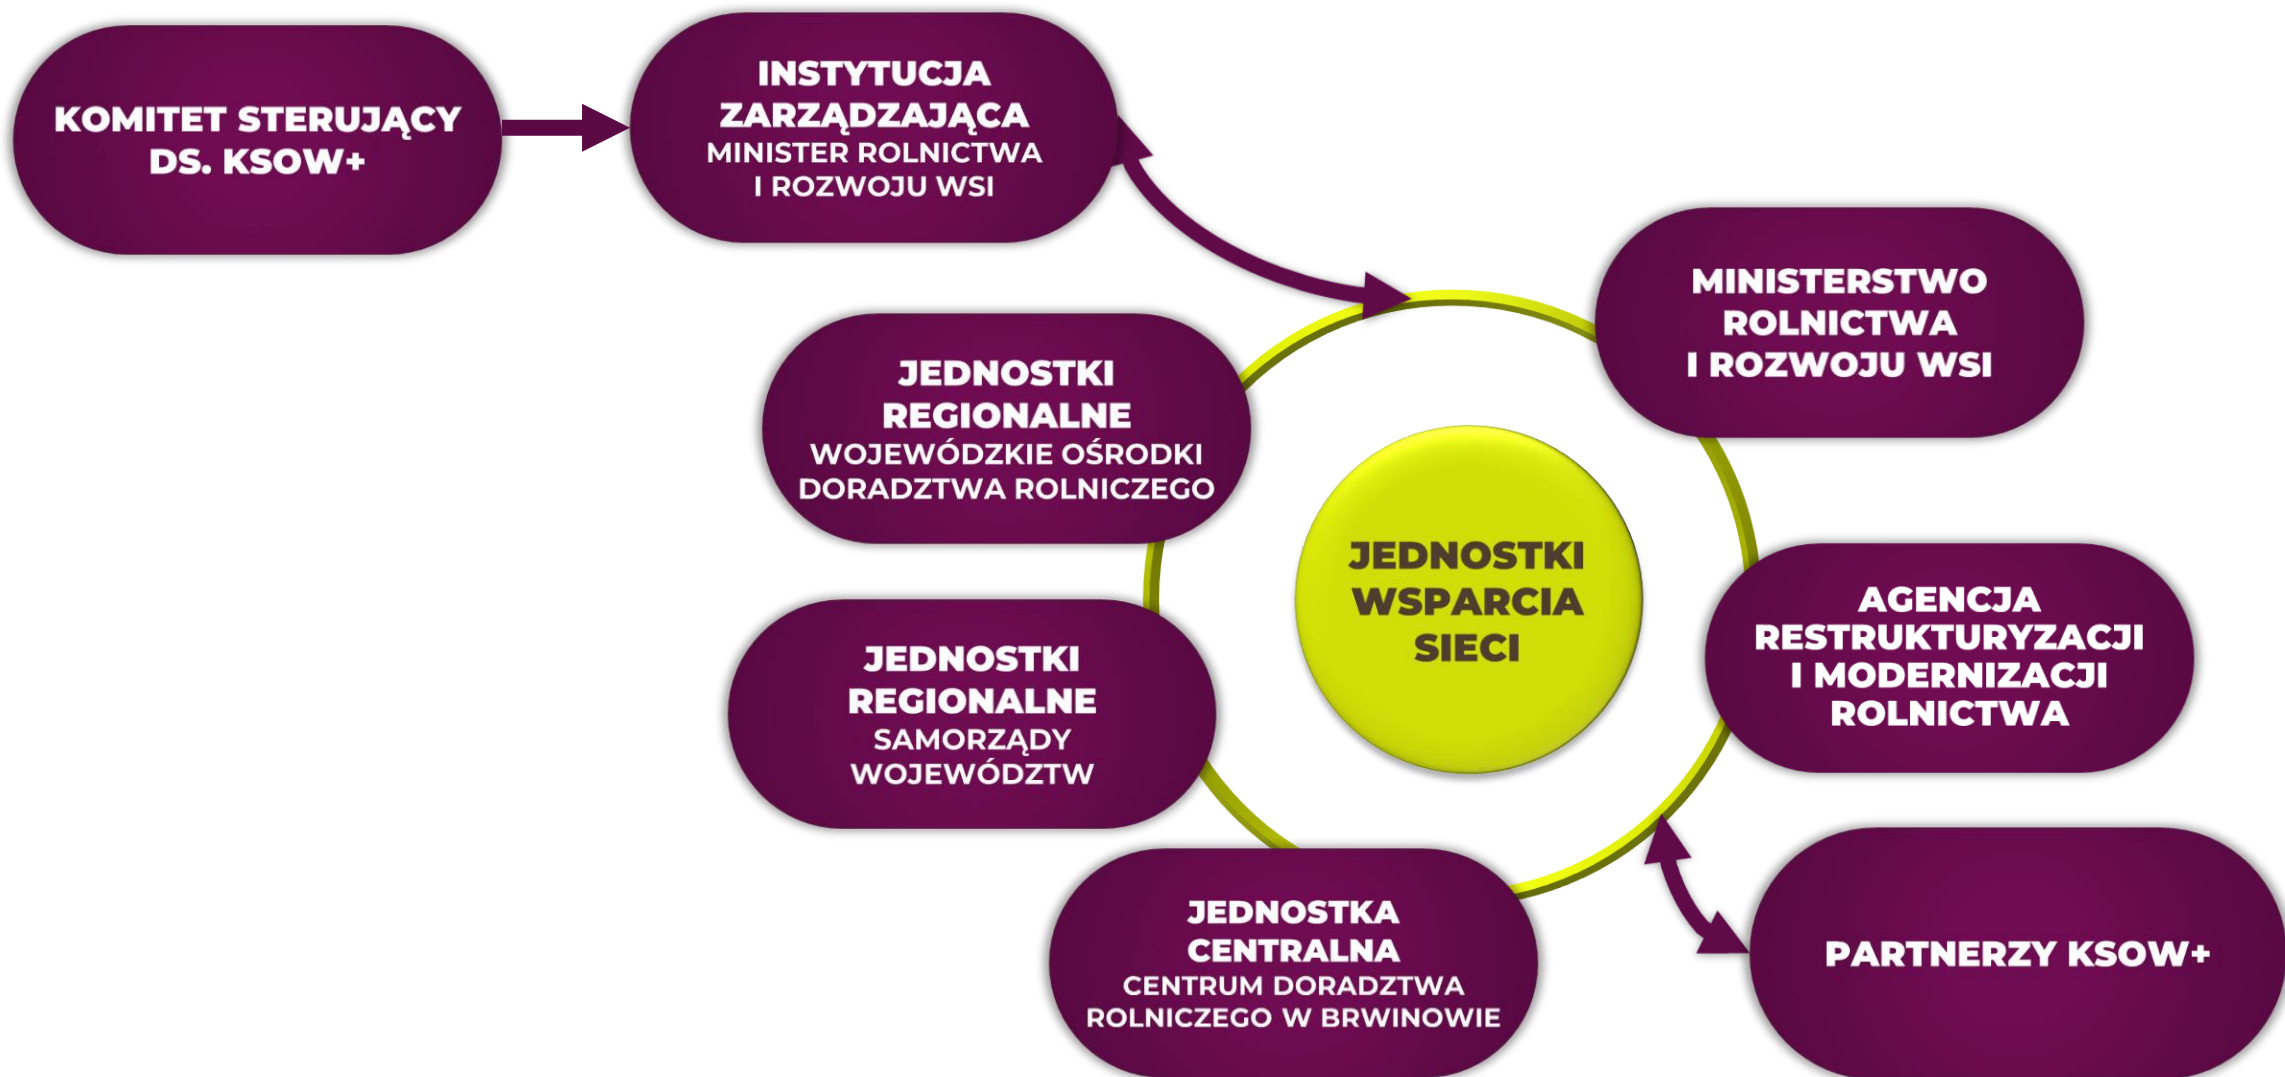 KOMITET STERUJĄCY
DS. KSOW+
INSTYTUCJA
ZARZĄDZAJĄCA
MINISTER ROLNICTWA
I ROZWOJU WSI
MINISTERSTWO
ROLNICTWA
I ROZWOJU WSI
JEDNOSTKI
REGIONALNE
WOJEWÓDZKIE OŚRODKI
DORADZTWA ROLNICZEGO
JEDNOSTKI
WSPARCIA
SIECI
AGENCJA
RESTRUKTURYZACJI
I MODERNIZACJI
ROLNICTWA
JEDNOSTKI
REGIONALNE
SAMORZĄDY
WOJEWÓDZTW
JEDNOSTKA
CENTRALNA
CENTRUM DORADZTWA
ROLNICZEGO W BRWINOWIE
PARTNERZY KSOW+